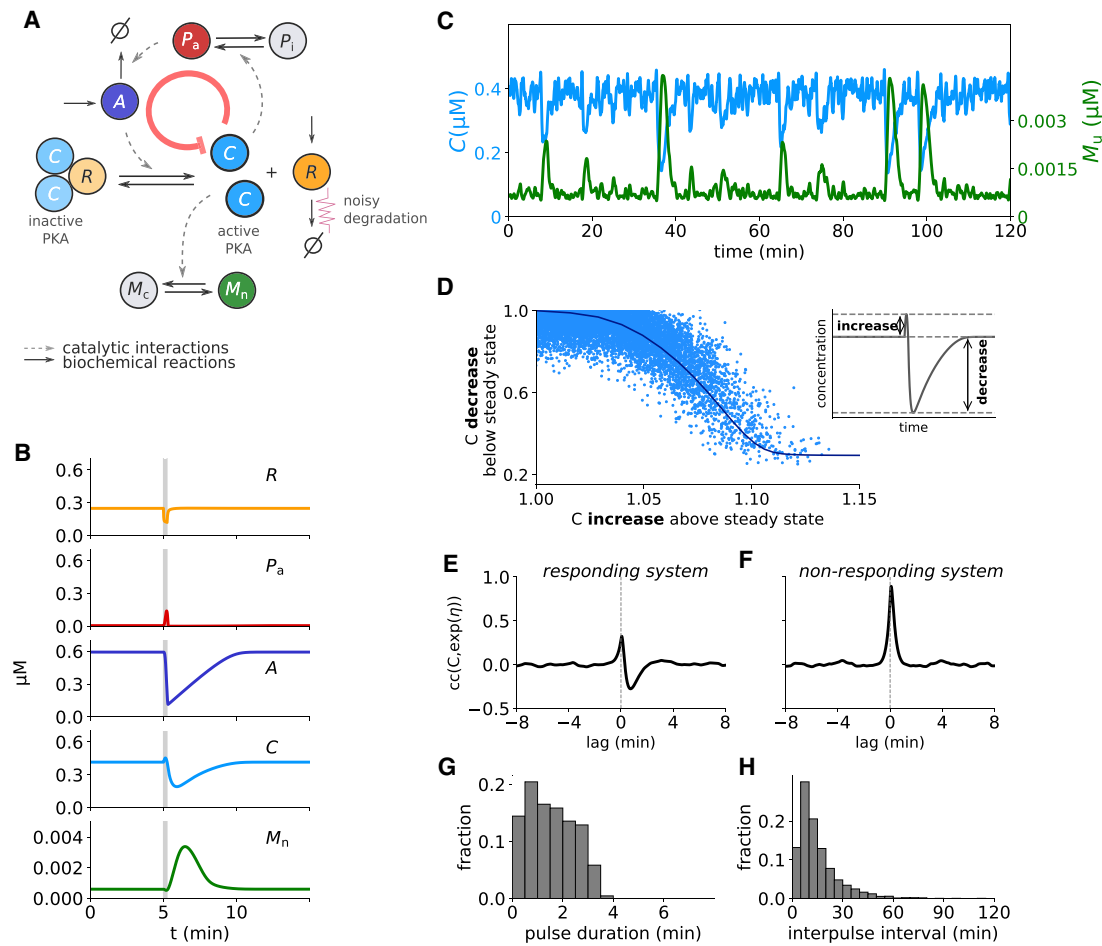 A
∅
Pₐ
Pᵢ
A
C
C
C
R
C
+
R
inactive
PKA
active
PKA
noisy
degradation
∅
M_c
M_n
catalytic interactions
biochemical reactions
B
0.6
0.3
0.0
R
0.6
0.3
0.0
Pₐ
0.6
0.3
0.0
A
0.6
0.3
0.0
C
0.004
0.002
0.000
M_n
μM
0 5 10
t (min)
C
0.4
0.2
0
C(μM)
0.003
0.0015
0
M_u (μM)
0 20 40 60 80 100 120
time (min)
D
1.0
0.6
0.2
C decrease
below steady state
1.00 1.05 1.10 1.15
C increase above steady state
concentration
increase
decrease
time
E
responding system
1.0
0.5
0.0
−0.5
cc(C,exp(η))
−8 −4 0 4 8
lag (min)
F
non-responding system
−8 −4 0 4 8
lag (min)
G
0.2
0.1
0.0
fraction
0 2 4 6
pulse duration (min)
H
0.2
0.1
0.0
fraction
0 30 60 90 120
interpulse interval (min)